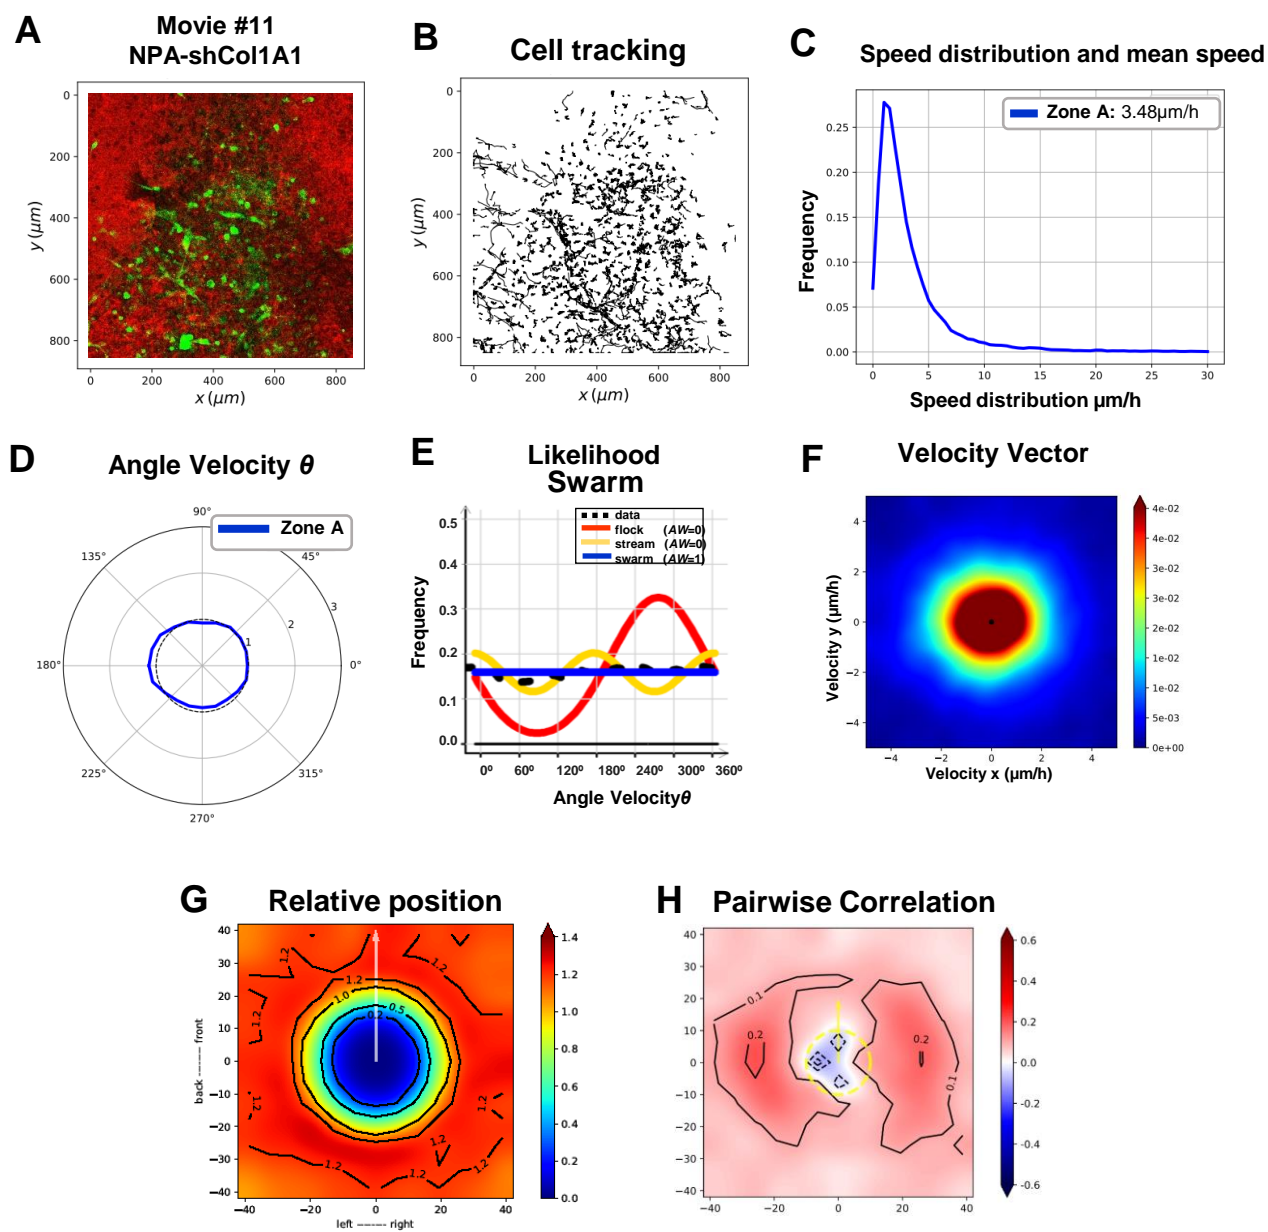 A
Movie #11
NPA-shCol1A1
0
200
400
600
800
y (µm)
0 200 400 600 800
x (µm)
B
Cell tracking
0
200
400
600
800
y (µm)
0 200 400 600 800
x (µm)
C
Speed distribution and mean speed
Zone A: 3.48µm/h
0.25
0.20
0.15
0.10
0.05
0.00
Frequency
0 5 10 15 20 25 30
Speed distribution µm/h
D
Angle Velocity θ
Zone A
90°
135° 45°
3
2
1
180° 0°
225° 315°
270°
E
Likelihood
Swarm
data
flock (AW=0)
stream (AW=0)
swarm (AW=1)
0.5
0.4
0.3
0.2
0.1
0.0
Frequency
0º 60º 120º 180º 240º 300º 360º
Angle Velocityθ
F
Velocity Vector
4
2
0
−2
−4
Velocity y (µm/h)
−4 −2 0 2 4
Velocity x (µm/h)
4e-02
4e-02
3e-02
3e-02
2e-02
2e-02
1e-02
1e-02
5e-03
0e+00
G
Relative position
40
30
20
10
0
−10
−20
−30
−40
back ------- front
−40 −20 0 20 40
left ------- right
1.2
1.2
1.2
1.2
1.0
0.5
0.2
1.2
1.2
1.2
1.2
1.2
1.4
1.2
1.0
0.8
0.6
0.4
0.2
0.0
H
Pairwise Correlation
40
30
20
10
0
−10
−20
−30
−40
−40 −20 0 20 40
0.1
0.2
0.2
0.1
0.6
0.4
0.2
0.0
−0.2
−0.4
−0.6